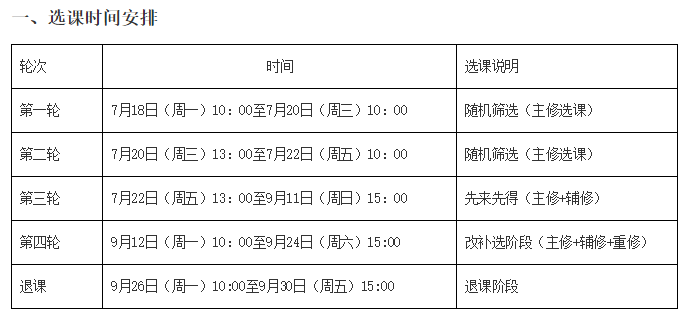 一、选课时间安排
轮次 时间 选课说明
第一轮 7月18日（周一）10：00至7月20日（周三）10：00 随机筛选（主修选课）
第二轮 7月20日（周三）13：00至7月22日（周五）10：00 随机筛选（主修选课）
第三轮 7月22日（周五）13：00至9月11日（周日）15：00 先来先得（主修+辅修）
第四轮 9月12日（周一）10：00至9月24日（周六）15:00 改补选阶段（主修+辅修+重修）
退课 9月26日（周一）10:00至9月30日（周五）15:00 退课阶段